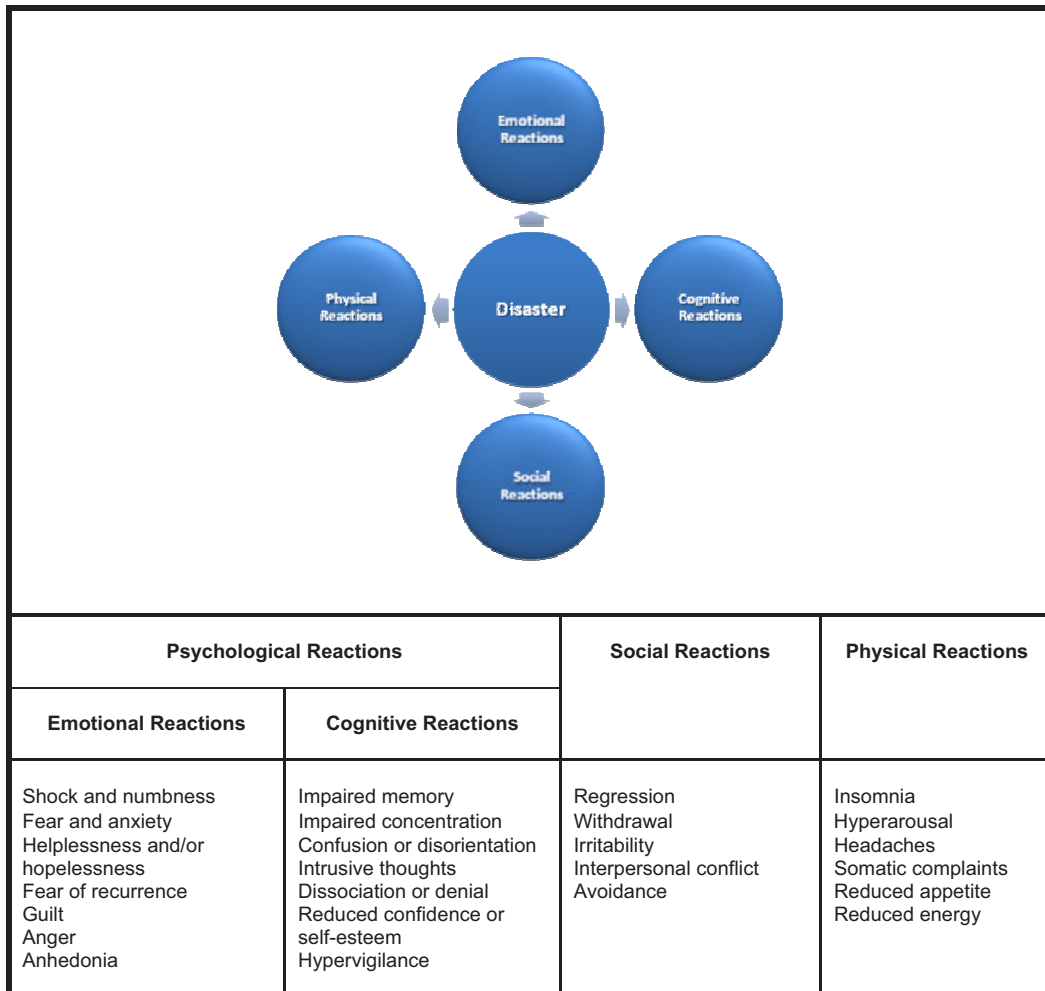 Emotional
Reactions
Physical
Reactions
Disaster
Cognitive
Reactions
Social
Reactions
Psychological Reactions
Social Reactions
Physical Reactions
Emotional Reactions
Cognitive Reactions
Shock and numbness
Fear and anxiety
Helplessness and/or
hopelessness
Fear of recurrence
Guilt
Anger
Anhedonia
Impaired memory
Impaired concentration
Confusion or disorientation
Intrusive thoughts
Dissociation or denial
Reduced confidence or
self-esteem
Hypervigilance
Regression
Withdrawal
Irritability
Interpersonal conflict
Avoidance
Insomnia
Hyperarousal
Headaches
Somatic complaints
Reduced appetite
Reduced energy